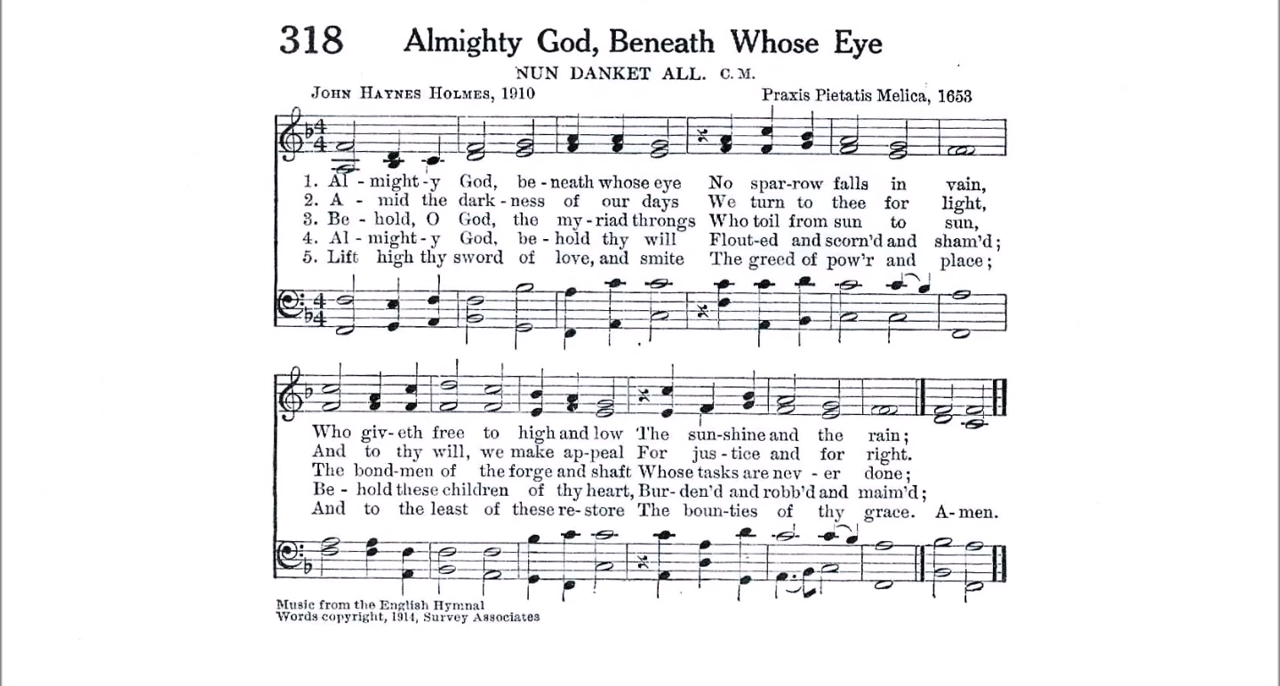 318 Almighty God, Beneath Whose Eye
NUN DANKET ALL. C. M.
JOHN HAYNES HOLMES, 1910 Praxis Pietatis Melica, 1653
1. Al - might - y God, be - neath whose eye No spar-row falls in vain,
2. A - mid the dark - ness of our days We turn to thee for light,
3. Be - hold, O God, the my - riad throngs Who toil from sun to sun,
4. Al - might - y God, be - hold thy will Flout-ed and scorn'd and sham'd;
5. Lift high thy sword of love, and smite The greed of pow'r and place;
Who giv- eth free to high and low The sun-shine and the rain;
And to thy will, we make ap-peal For jus - tice and for right.
The bond-men of the forge and shaft Whose tasks are nev - er done;
Be - hold these children of thy heart, Bur- den'd and robb'd and maim'd;
And to the least of these re- store The boun-ties of thy grace. A- men.
Music from the English Hymnal
Words copyright, 1914, Survey Associates